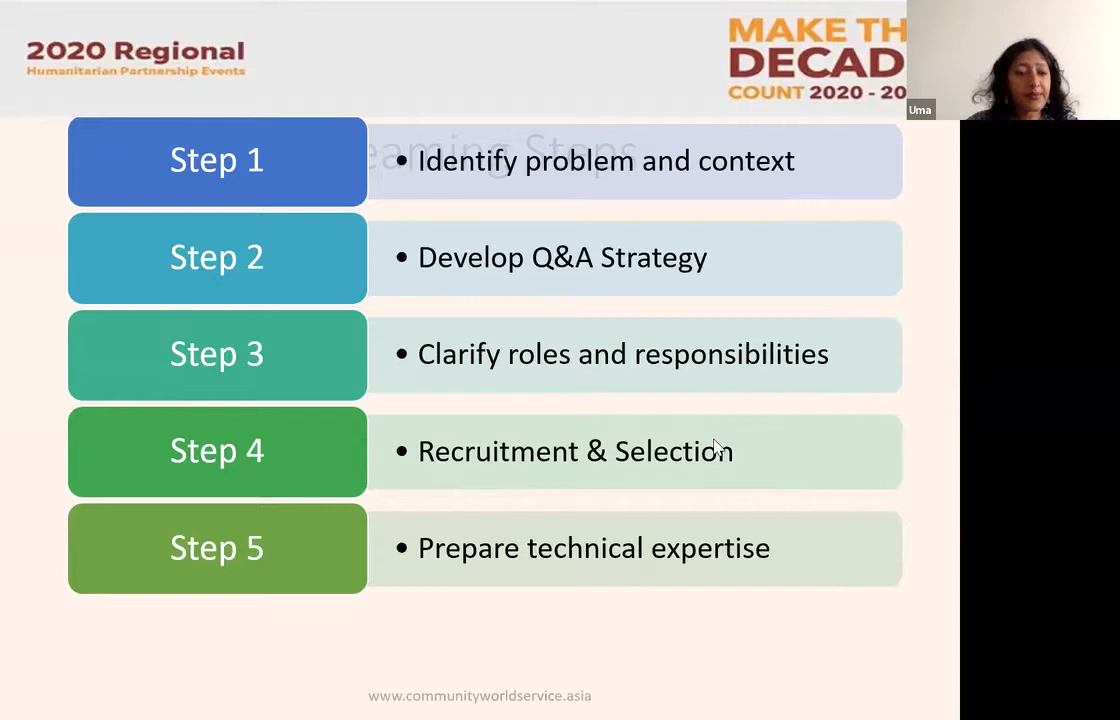 2020 Regional
Humanitarian Partnership Events
MAKE TH
DECAD
COUNT 2020 - 20
Uma
eaming Steps
Step 1
• Identify problem and context
Step 2
• Develop Q&A Strategy
Step 3
• Clarify roles and responsibilities
Step 4
• Recruitment & Selection
Step 5
• Prepare technical expertise
www.communityworldservice.asia